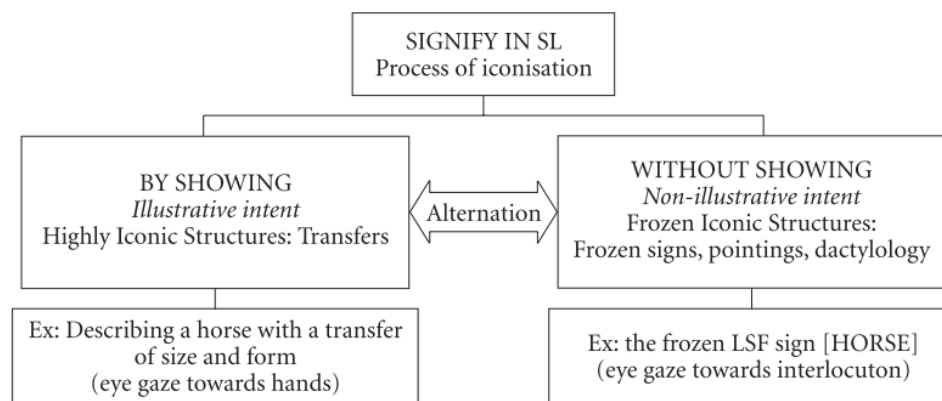 SIGNIFY IN SL
Process of iconisation
BY SHOWING
Illustrative intent
Highly Iconic Structures: Transfers
Alternation
WITHOUT SHOWING
Non-illustrative intent
Frozen Iconic Structures:
Frozen signs, pointings, dactylology
Ex: Describing a horse with a transfer
of size and form
(eye gaze towards hands)
Ex: the frozen LSF sign [HORSE]
(eye gaze towards interlocuton)